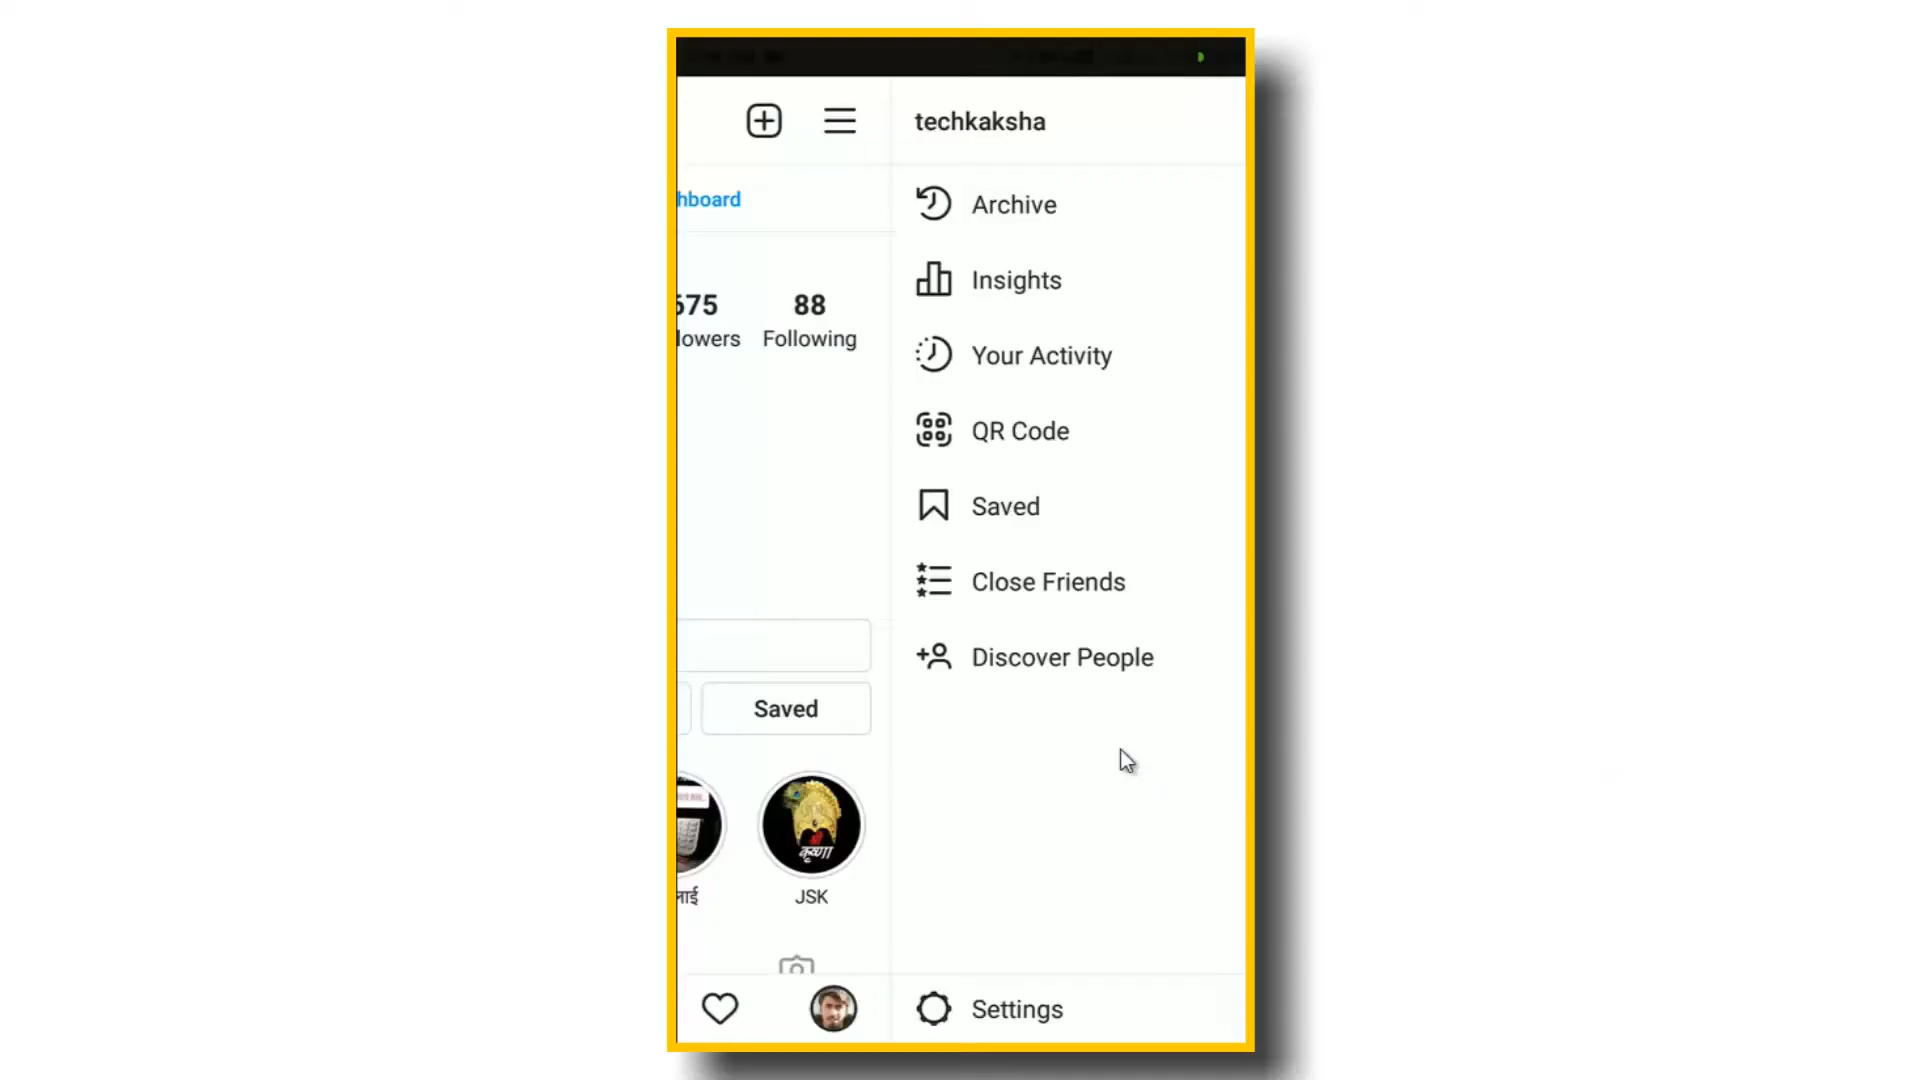 techkaksha
hboard
Archive
Insights
675
88
lowers
Following
Your Activity
QR Code
Saved
Close Friends
Discover People
Saved
श्री
कृष्णा
JSK
Settings